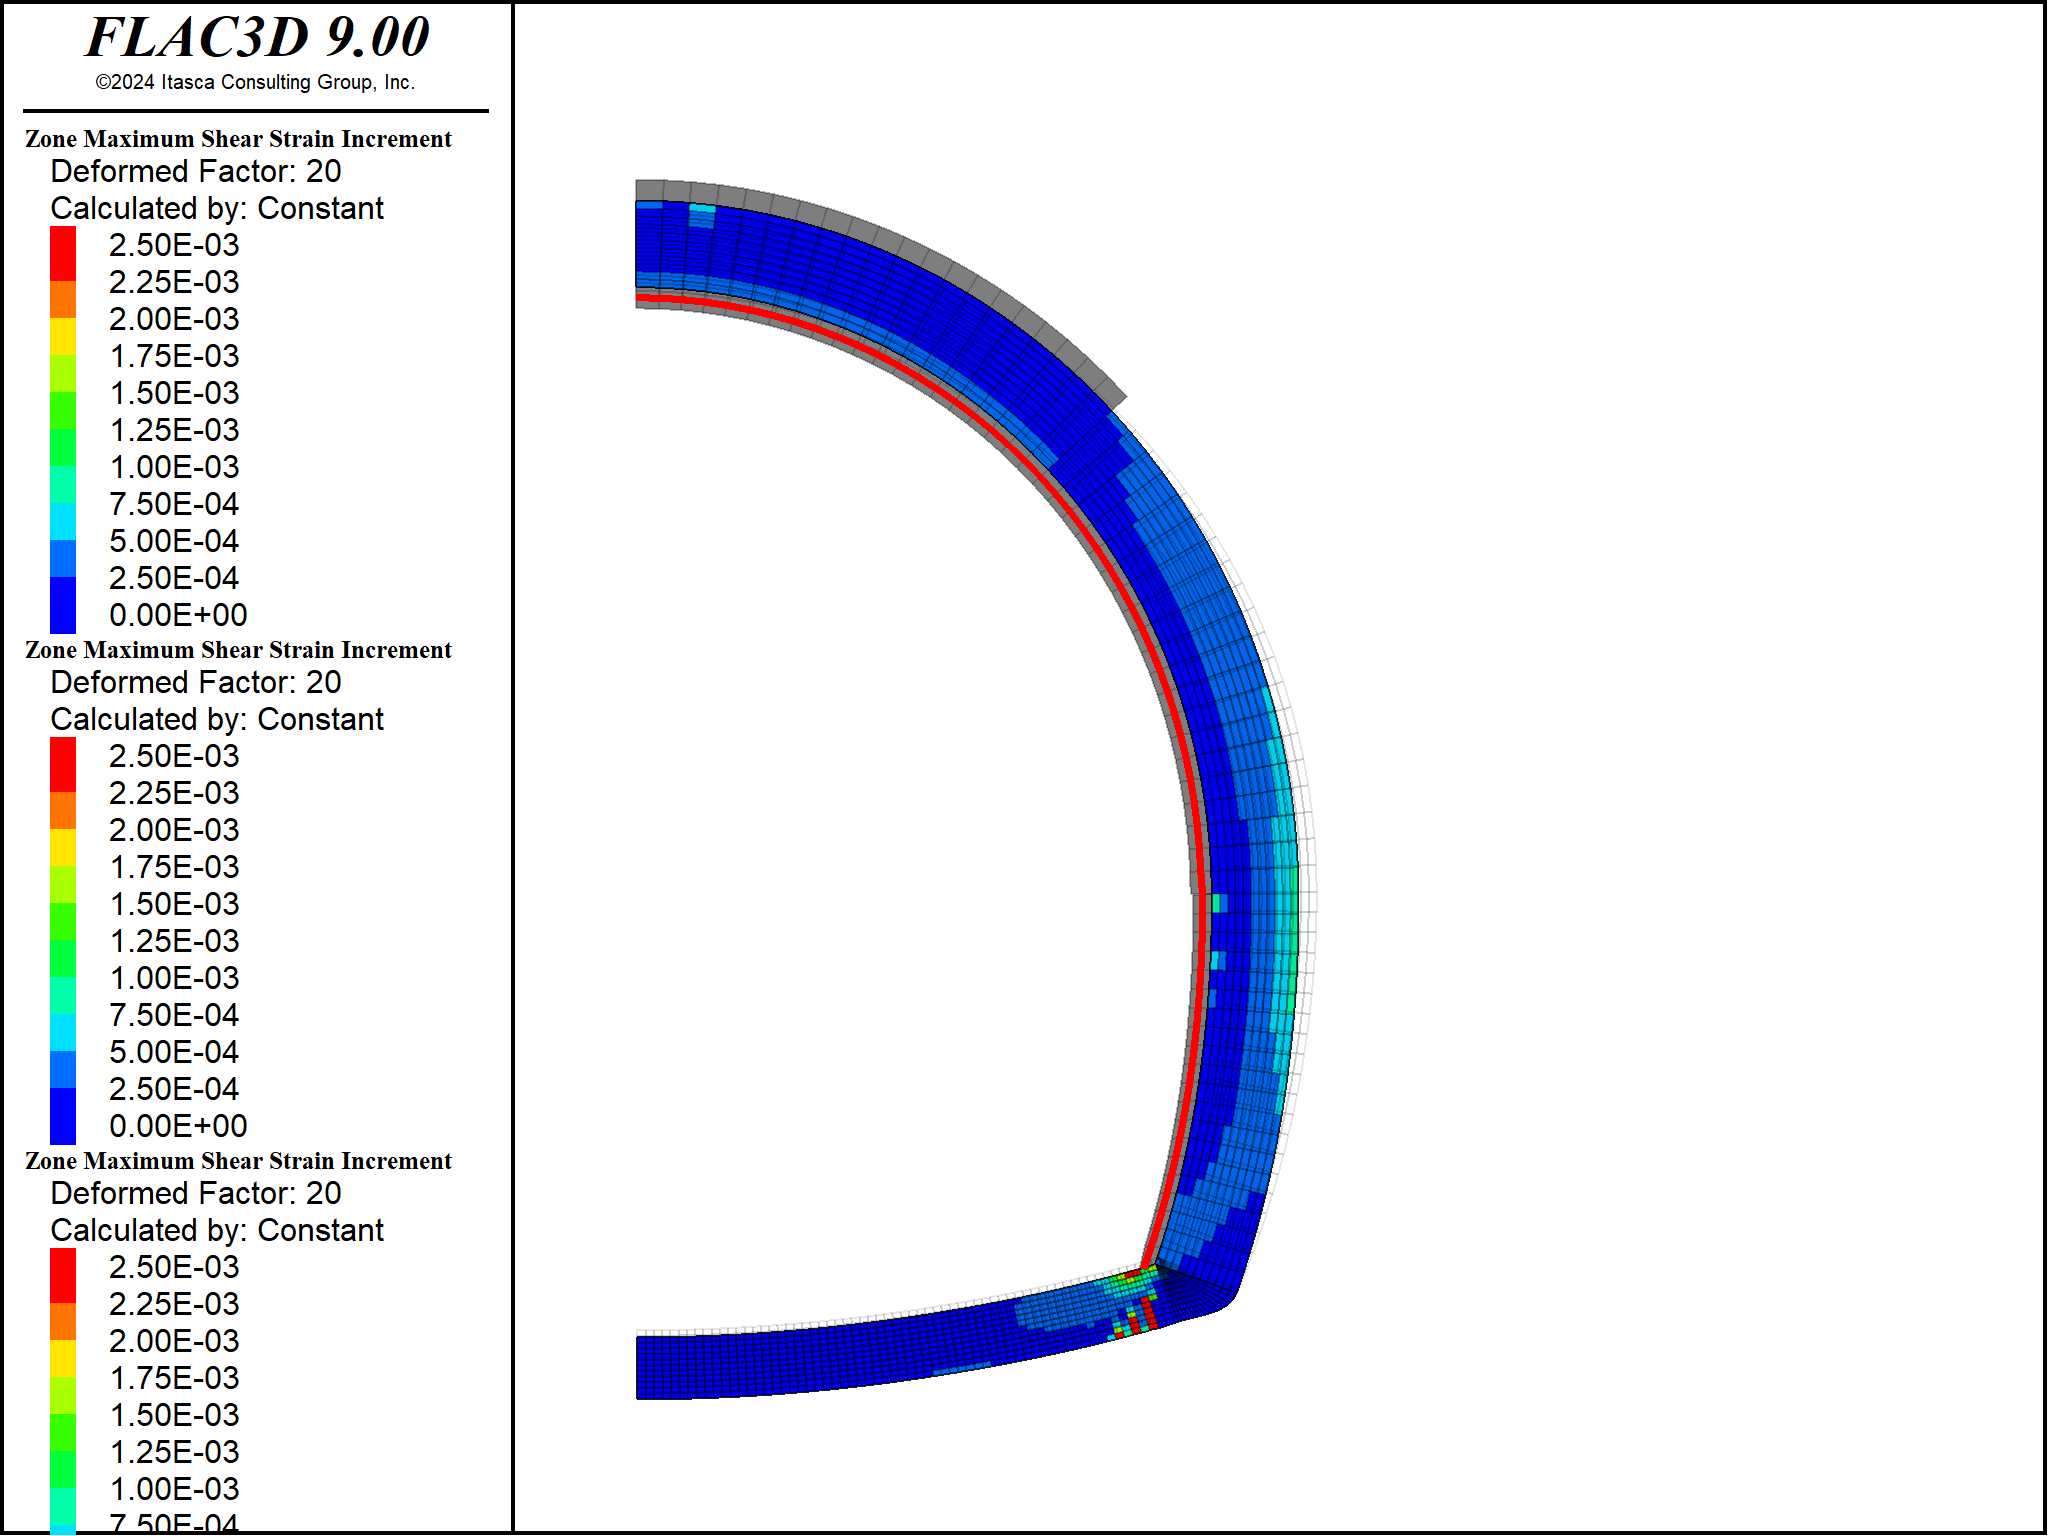 FLAC3D 9.00
©2024 Itasca Consulting Group, Inc.
Zone Maximum Shear Strain Increment
Deformed Factor: 20
Calculated by: Constant
2.50E-03
2.25E-03
2.00E-03
1.75E-03
1.50E-03
1.25E-03
1.00E-03
7.50E-04
5.00E-04
2.50E-04
0.00E+00
Zone Maximum Shear Strain Increment
Deformed Factor: 20
Calculated by: Constant
2.50E-03
2.25E-03
2.00E-03
1.75E-03
1.50E-03
1.25E-03
1.00E-03
7.50E-04
5.00E-04
2.50E-04
0.00E+00
Zone Maximum Shear Strain Increment
Deformed Factor: 20
Calculated by: Constant
2.50E-03
2.25E-03
2.00E-03
1.75E-03
1.50E-03
1.25E-03
1.00E-03
7.50E-04